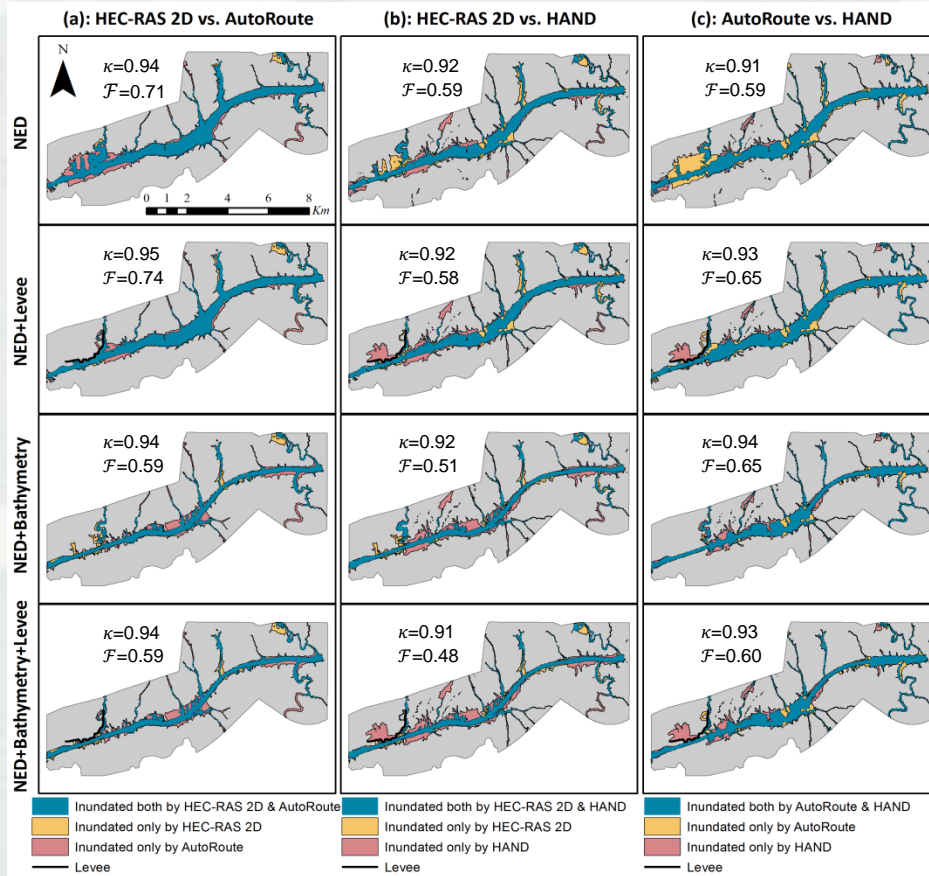 (a): HEC-RAS 2D vs. AutoRoute
(b): HEC-RAS 2D vs. HAND
(c): AutoRoute vs. HAND
NED
N
κ=0.94
ℱ=0.71
0 1 2 4 6 8
Km
κ=0.92
ℱ=0.59
κ=0.91
ℱ=0.59
NED+Levee
κ=0.95
ℱ=0.74
κ=0.92
ℱ=0.58
κ=0.93
ℱ=0.65
NED+Bathymetry
κ=0.94
ℱ=0.59
κ=0.92
ℱ=0.51
κ=0.94
ℱ=0.65
NED+Bathymetry+Levee
κ=0.94
ℱ=0.59
κ=0.91
ℱ=0.48
κ=0.93
ℱ=0.60
Inundated both by HEC-RAS 2D & AutoRoute
Inundated only by HEC-RAS 2D
Inundated only by AutoRoute
Levee
Inundated both by HEC-RAS 2D & HAND
Inundated only by HEC-RAS 2D
Inundated only by HAND
Levee
Inundated both by AutoRoute & HAND
Inundated only by AutoRoute
Inundated only by HAND
Levee